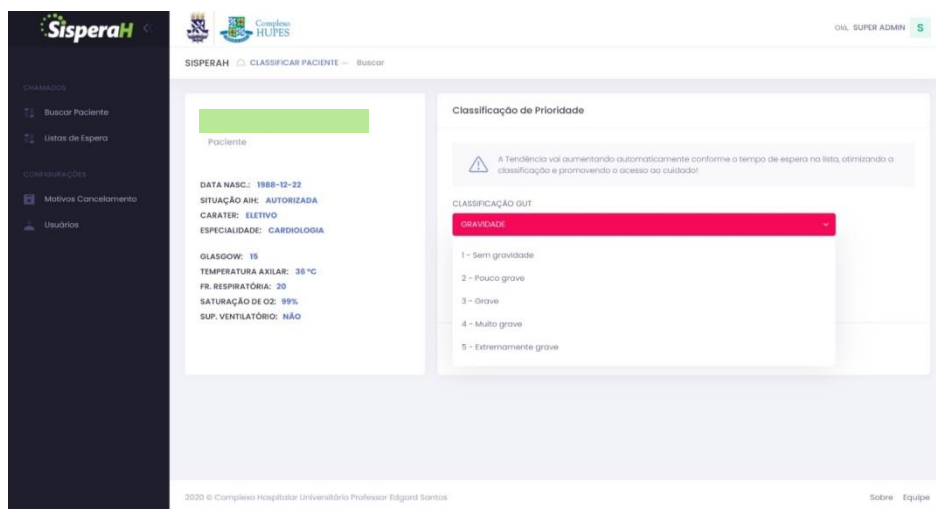 SisperaH
Complexo
HUPES
Olá, SUPER ADMIN S
SISPERAH CLASSIFICAR PACIENTE — Buscar
CHAMADOS
Buscar Paciente
Listas de Espera
CONFIGURAÇÕES
Motivos Cancelamento
Usuários
Paciente
DATA NASC.: 1988-12-22
SITUAÇÃO AIH: AUTORIZADA
CARATER: ELETIVO
ESPECIALIDADE: CARDIOLOGIA
GLASGOW: 15
TEMPERATURA AXILAR: 36 °C
FR. RESPIRATÓRIA: 20
SATURAÇÃO DE O2: 99%
SUP. VENTILATÓRIO: NÃO
Classificação de Prioridade
A Tendência vai aumentando automaticamente conforme o tempo de espera na lista, otimizando a
classificação e promovendo o acesso ao cuidado!
CLASSIFICAÇÃO GUT
GRAVIDADE
1 - Sem gravidade
2 - Pouco grave
3 - Grave
4 - Muito grave
5 - Extremamente grave
2020 © Complexo Hospitalar Universitário Professor Edgard Santos
Sobre Equipe